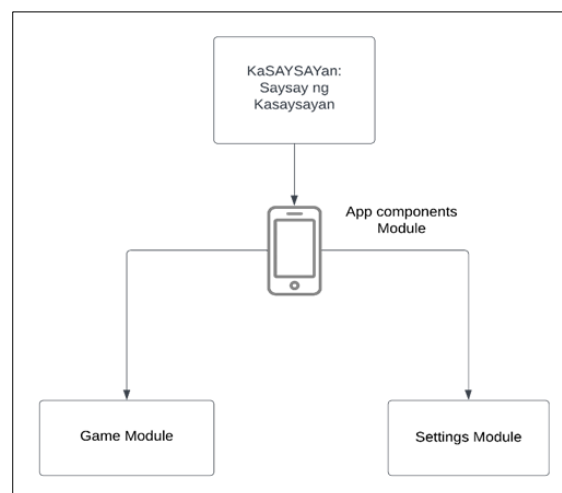 KaSAYSAYan:
Saysay ng
Kasaysayan
App components
Module
Game Module
Settings Module